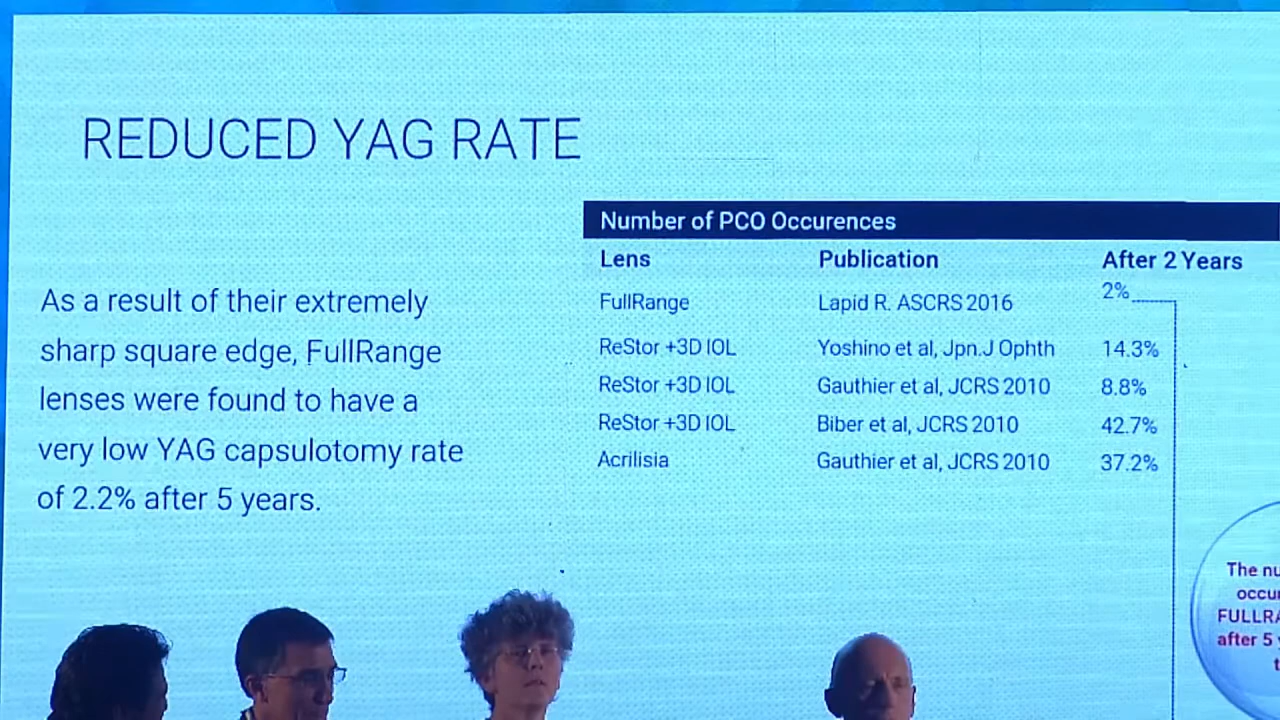 REDUCED YAG RATE
As a result of their extremely
sharp square edge, FullRange
lenses were found to have a
very low YAG capsulotomy rate
of 2.2% after 5 years.
Number of PCO Occurences
Lens Publication After 2 Years
FullRange Lapid R. ASCRS 2016 2%
ReStor +3D IOL Yoshino et al, Jpn.J Ophth 14.3%
ReStor +3D IOL Gauthier et al, JCRS 2010 8.8%
ReStor +3D IOL Biber et al, JCRS 2010 42.7%
Acrilisia Gauthier et al, JCRS 2010 37.2%
The
after 5